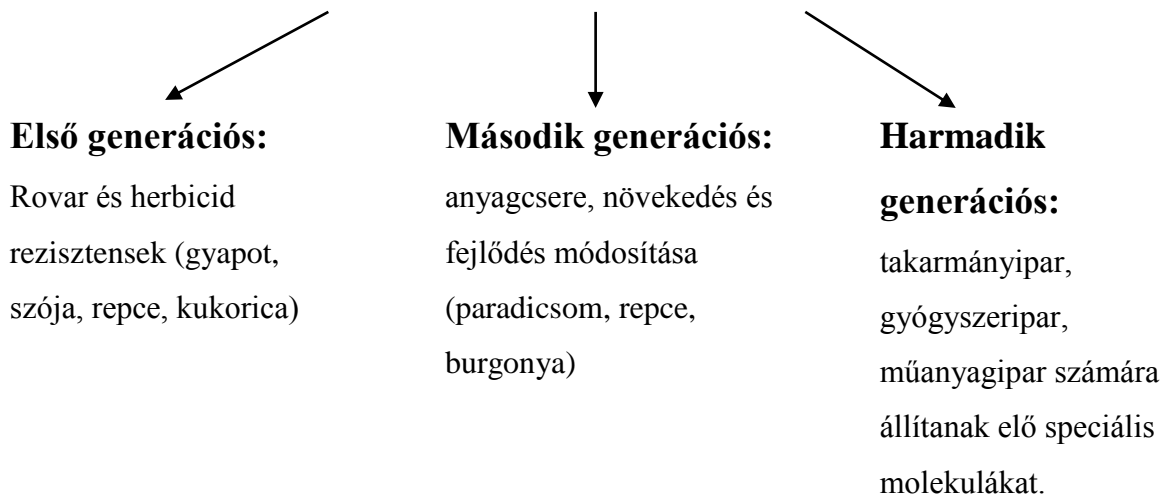 Első generációs:
Rovar és herbicid
rezisztensek (gyapot,
szója, repce, kukorica)
Második generációs:
anyagcsere, növekedés és
fejlődés módosítása
(paradicsom, repce,
burgonya)
Harmadik
generációs:
takarmányipar,
gyógyszeripar,
műanyagipar számára
állítanak elő speciális
molekulákat.